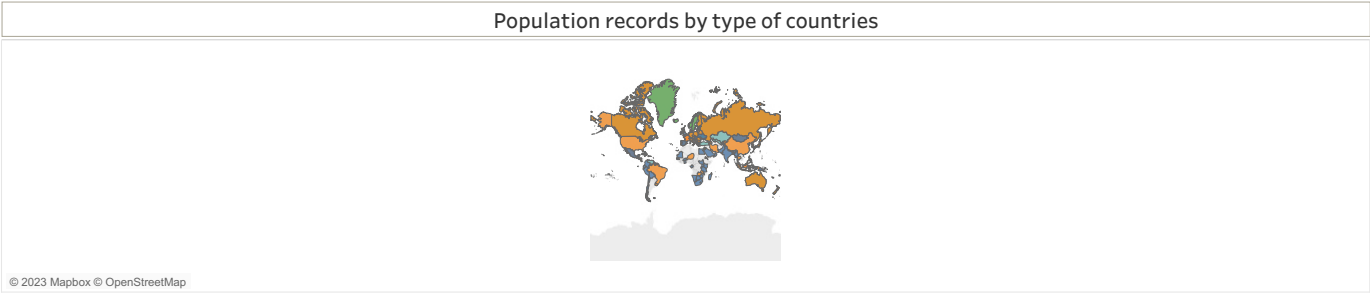 Population records by type of countries
© 2023 Mapbox © OpenStreetMap